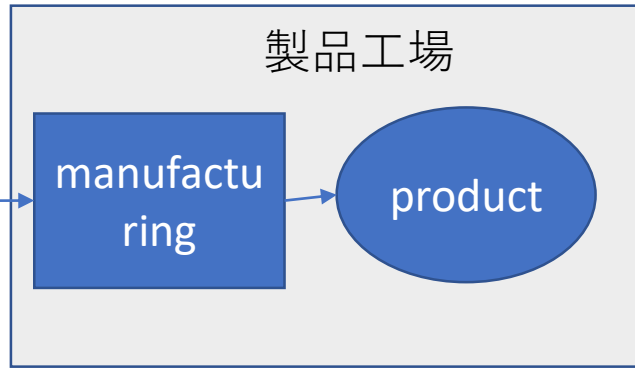 製品工場
manufactu
ring
product